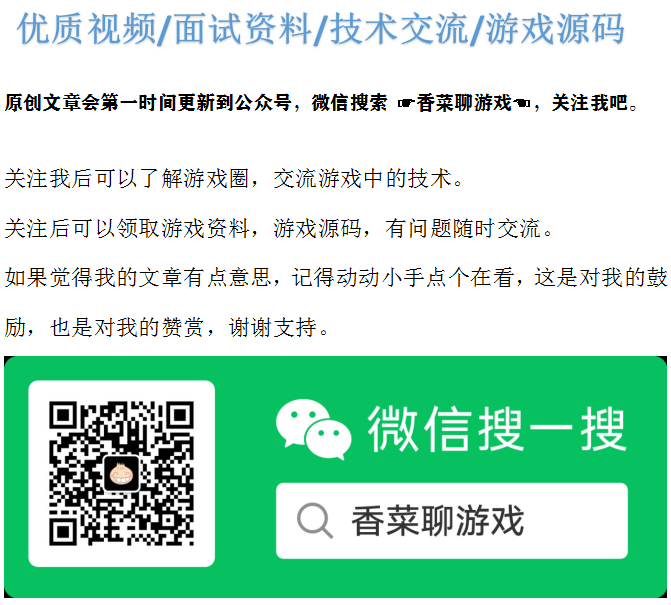 优质视频/面试资料/技术交流/游戏源码
原创文章会第一时间更新到公众号，微信搜索 ☛香菜聊游戏☚，关注我吧。
关注我后可以了解游戏圈，交流游戏中的技术。
关注后可以领取游戏资料，游戏源码，有问题随时交流。
如果觉得我的文章有点意思，记得动动小手点个在看，这是对我的鼓
励，也是对我的赞赏，谢谢支持。
微信搜一搜
香菜聊游戏